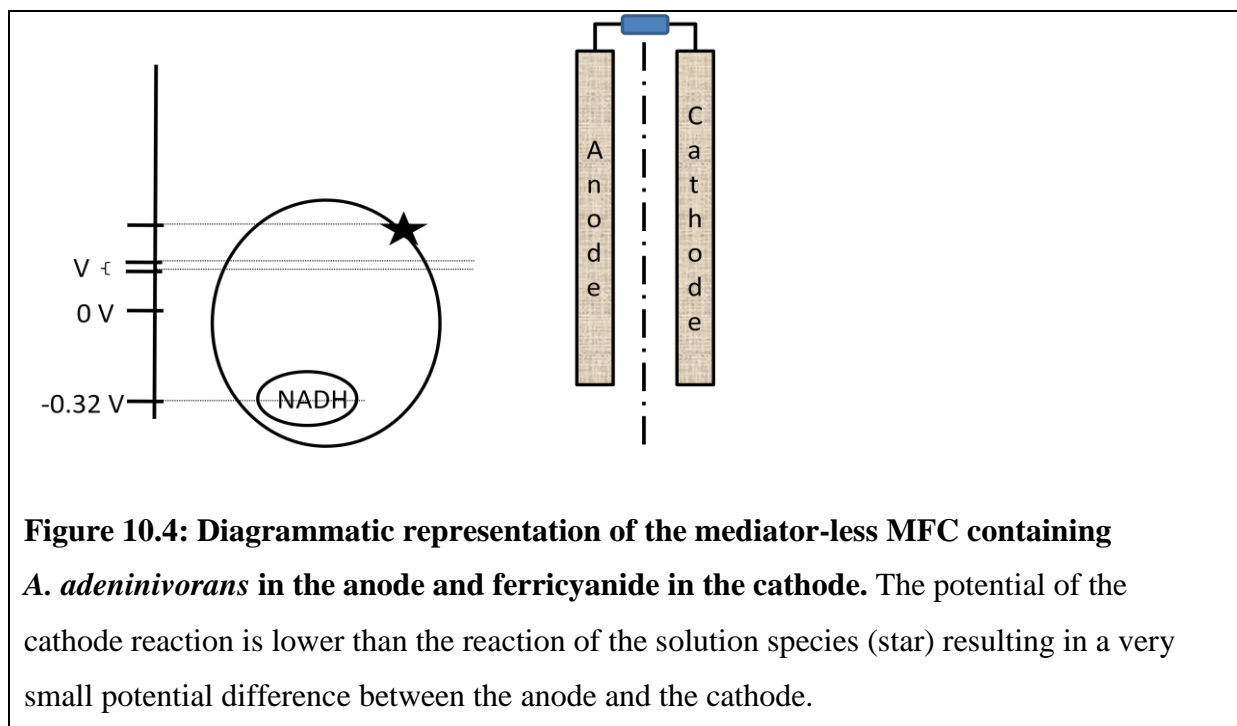 Anode
Cathode
V
0 V
-0.32 V
NADH
Figure 10.4: Diagrammatic representation of the mediator-less MFC containing
A. adeninivorans in the anode and ferricyanide in the cathode. The potential of the
cathode reaction is lower than the reaction of the solution species (star) resulting in a very
small potential difference between the anode and the cathode.